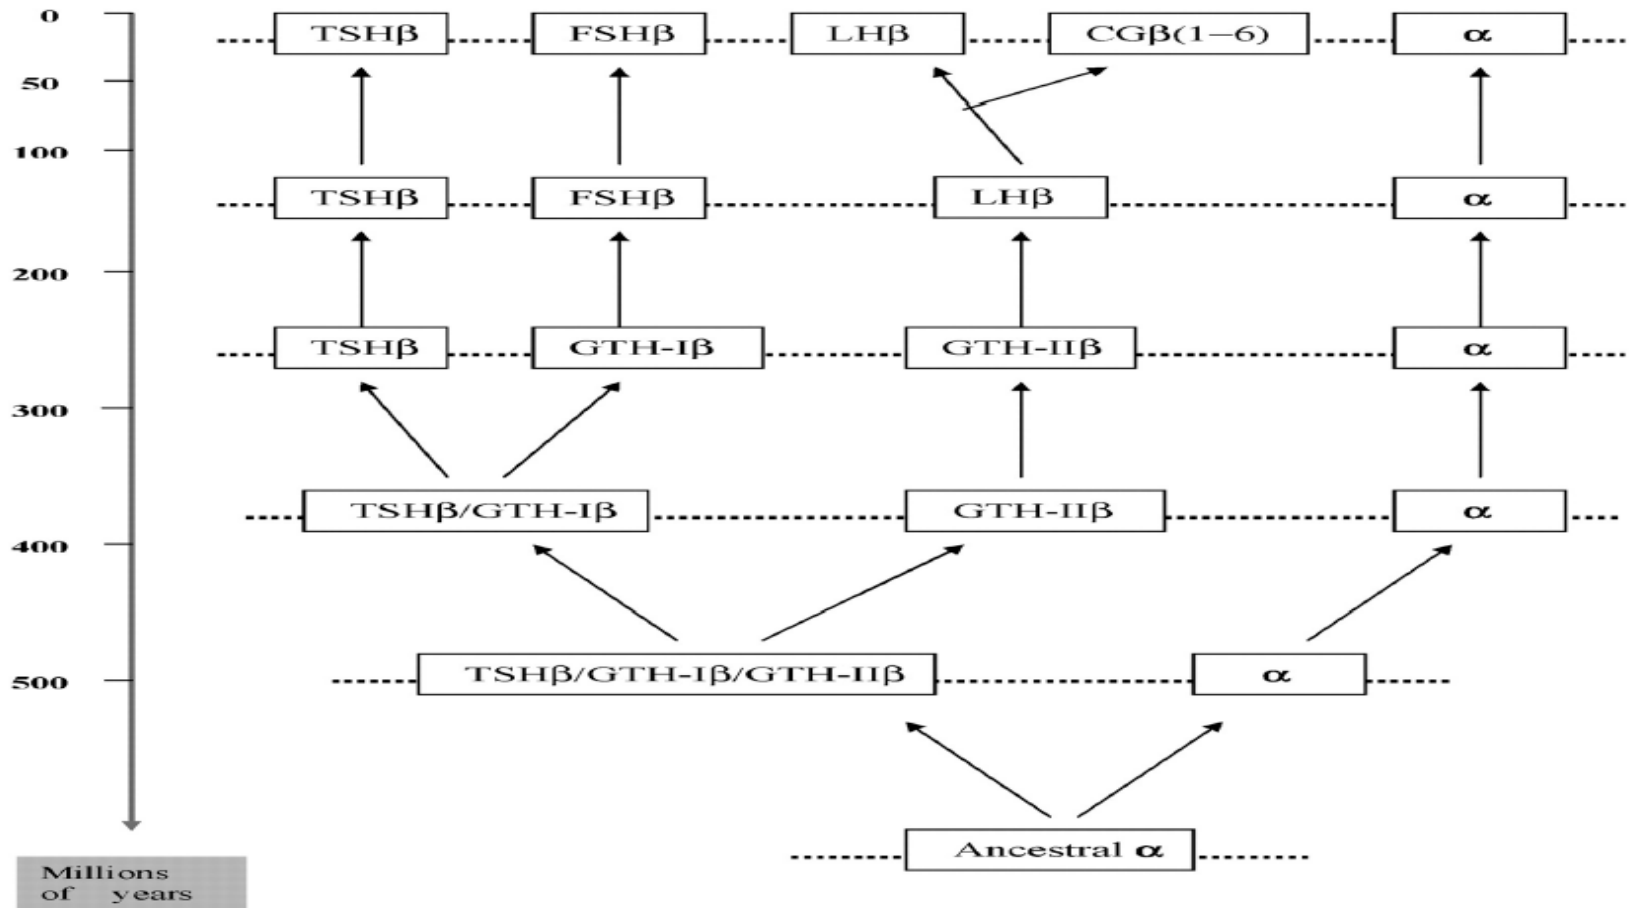 0
TSHβ FSHβ LHβ CGβ(1−6) α
50
100
TSHβ FSHβ LHβ α
200
TSHβ GTH-Iβ GTH-IIβ α
300
TSHβ/GTH-Iβ GTH-IIβ α
400
TSHβ/GTH-Iβ/GTH-IIβ α
500
Ancestral α
Millions
of years